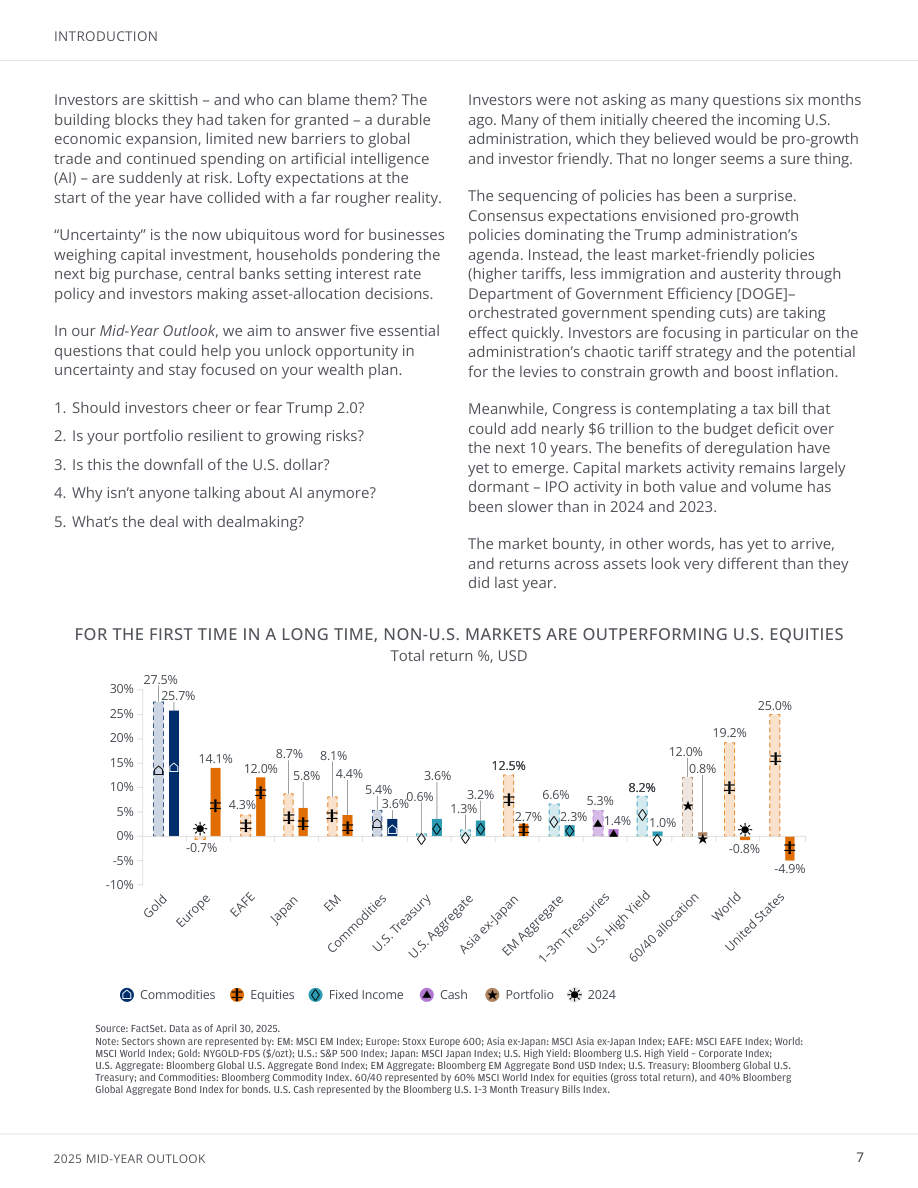 INTRODUCTION
Investors are skittish – and who can blame them? The
building blocks they had taken for granted – a durable
economic expansion, limited new barriers to global
trade and continued spending on artificial intelligence
(AI) – are suddenly at risk. Lofty expectations at the
start of the year have collided with a far rougher reality.
“Uncertainty” is the now ubiquitous word for businesses
weighing capital investment, households pondering the
next big purchase, central banks setting interest rate
policy and investors making asset-allocation decisions.
In our Mid-Year Outlook, we aim to answer five essential
questions that could help you unlock opportunity in
uncertainty and stay focused on your wealth plan.
1. Should investors cheer or fear Trump 2.0?
2. Is your portfolio resilient to growing risks?
3. Is this the downfall of the U.S. dollar?
4. Why isn’t anyone talking about AI anymore?
5. What’s the deal with dealmaking?
Investors were not asking as many questions six months
ago. Many of them initially cheered the incoming U.S.
administration, which they believed would be pro-growth
and investor friendly. That no longer seems a sure thing.
The sequencing of policies has been a surprise.
Consensus expectations envisioned pro-growth
policies dominating the Trump administration’s
agenda. Instead, the least market-friendly policies
(higher tariffs, less immigration and austerity through
Department of Government Efficiency [DOGE]–
orchestrated government spending cuts) are taking
effect quickly. Investors are focusing in particular on the
administration’s chaotic tariff strategy and the potential
for the levies to constrain growth and boost inflation.
Meanwhile, Congress is contemplating a tax bill that
could add nearly $6 trillion to the budget deficit over
the next 10 years. The benefits of deregulation have
yet to emerge. Capital markets activity remains largely
dormant – IPO activity in both value and volume has
been slower than in 2024 and 2023.
The market bounty, in other words, has yet to arrive,
and returns across assets look very different than they
did last year.
FOR THE FIRST TIME IN A LONG TIME, NON-U.S. MARKETS ARE OUTPERFORMING U.S. EQUITIES
Total return %, USD
30%
25%
20%
15%
10%
5%
0%
-5%
-10%
27.5%
25.7%
-0.7%
14.1%
4.3%
12.0%
8.7%
5.8%
8.1%
4.4%
5.4%
3.6%
0.6%
3.6%
1.3%
3.2%
12.5%
2.7%
6.6%
2.3%
5.3%
1.4%
8.2%
1.0%
12.0%
0.8%
19.2%
-0.8%
25.0%
-4.9%
Gold
Europe
EAFE
Japan
EM
Commodities
U.S. Treasury
U.S. Aggregate
Asia ex-Japan
EM Aggregate
1–3m Treasuries
U.S. High Yield
60/40 allocation
World
United States
Commodities Equities Fixed Income Cash Portfolio 2024
Source: FactSet. Data as of April 30, 2025.
Note: Sectors shown are represented by: EM: MSCI EM Index; Europe: Stoxx Europe 600; Asia ex-Japan: MSCI Asia ex-Japan Index; EAFE: MSCI EAFE Index; World:
MSCI World Index; Gold: NYGOLD-FDS ($/ozt); U.S.: S&P 500 Index; Japan: MSCI Japan Index; U.S. High Yield: Bloomberg U.S. High Yield – Corporate Index;
U.S. Aggregate: Bloomberg Global U.S. Aggregate Bond Index; EM Aggregate: Bloomberg EM Aggregate Bond USD Index; U.S. Treasury: Bloomberg Global U.S.
Treasury; and Commodities: Bloomberg Commodity Index. 60/40 represented by 60% MSCI World Index for equities (gross total return), and 40% Bloomberg
Global Aggregate Bond Index for bonds. U.S. Cash represented by the Bloomberg U.S. 1–3 Month Treasury Bills Index.
2025 MID-YEAR OUTLOOK
7